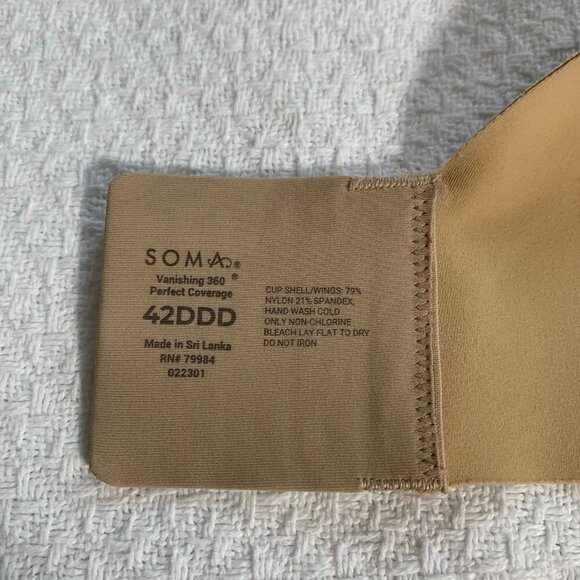 SOMA®
Vanishing 360®
Perfect Coverage
42DDD
Made in Sri Lanka
RN# 79984
022301
CUP SHELL/WINGS: 79%
NYLON 21% SPANDEX,
HAND WASH COLD
ONLY NON-CHLORINE
BLEACH LAY FLAT TO DRY
DO NOT IRON